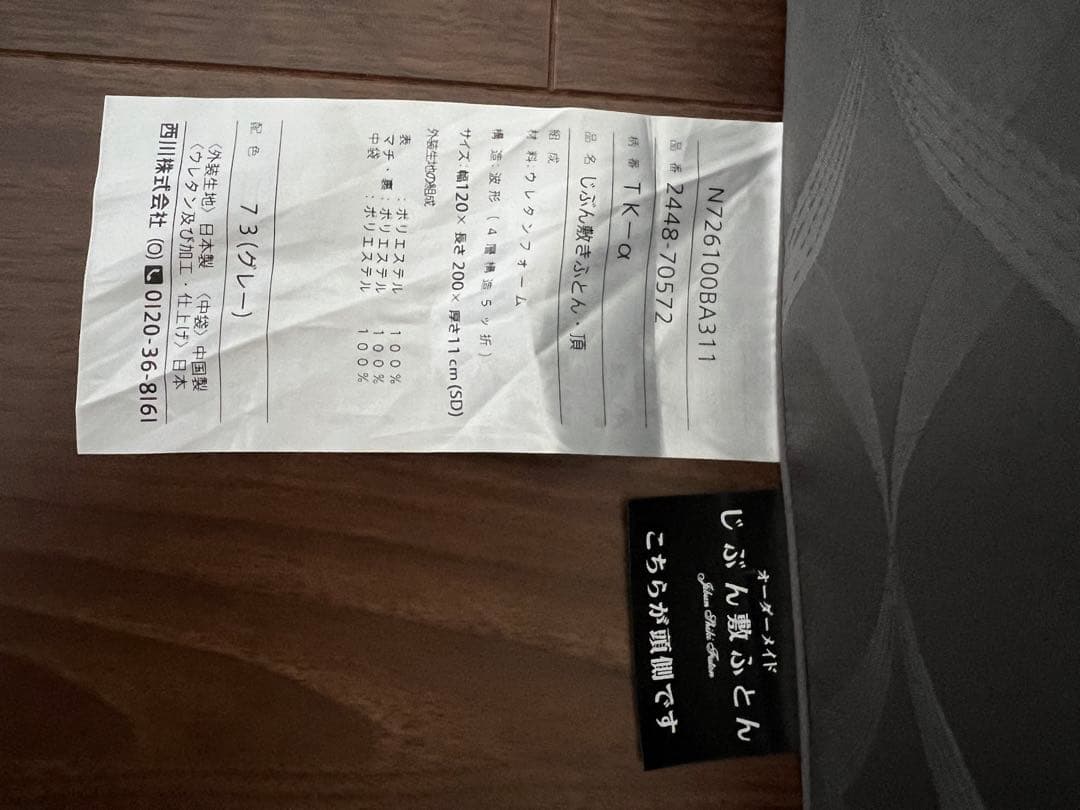 N726100BA311
品番 2448-70572
柄番 TK-α
品名 じぶん敷きふとん・頂
組成
材料：ウレタンフォーム
構造：波形（4層構造5ッ折）
サイズ：幅120×長さ200×厚さ11cm(SD)
外装生地の組成
表：ポリエステル 100%
マチ・裏：ポリエステル 100%
中袋：ポリエステル 100%
配色 73(グレー)
〈外装生地〉日本製 〈中袋〉中国製
〈ウレタン及び加工・仕上げ〉日本
西川株式会社 (O) 0120-36-8161
オーダーメイド
じぶん敷ふとん
Jibun Shiki Futon
こちらが頭側です